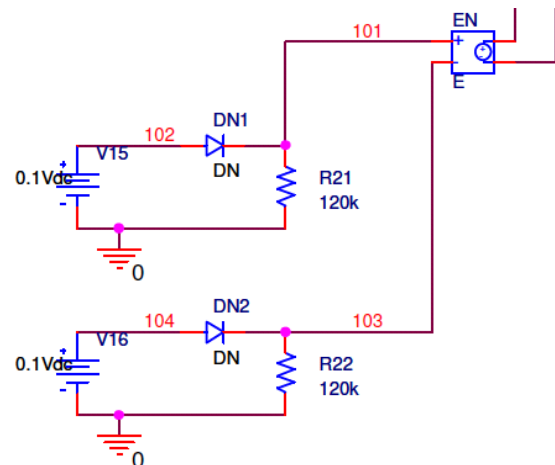 EN
101
E
DN1
102
V15
DN
0.1Vdc
R21
120k
0
DN2
104
103
V16
DN
0.1Vdc
R22
120k
0